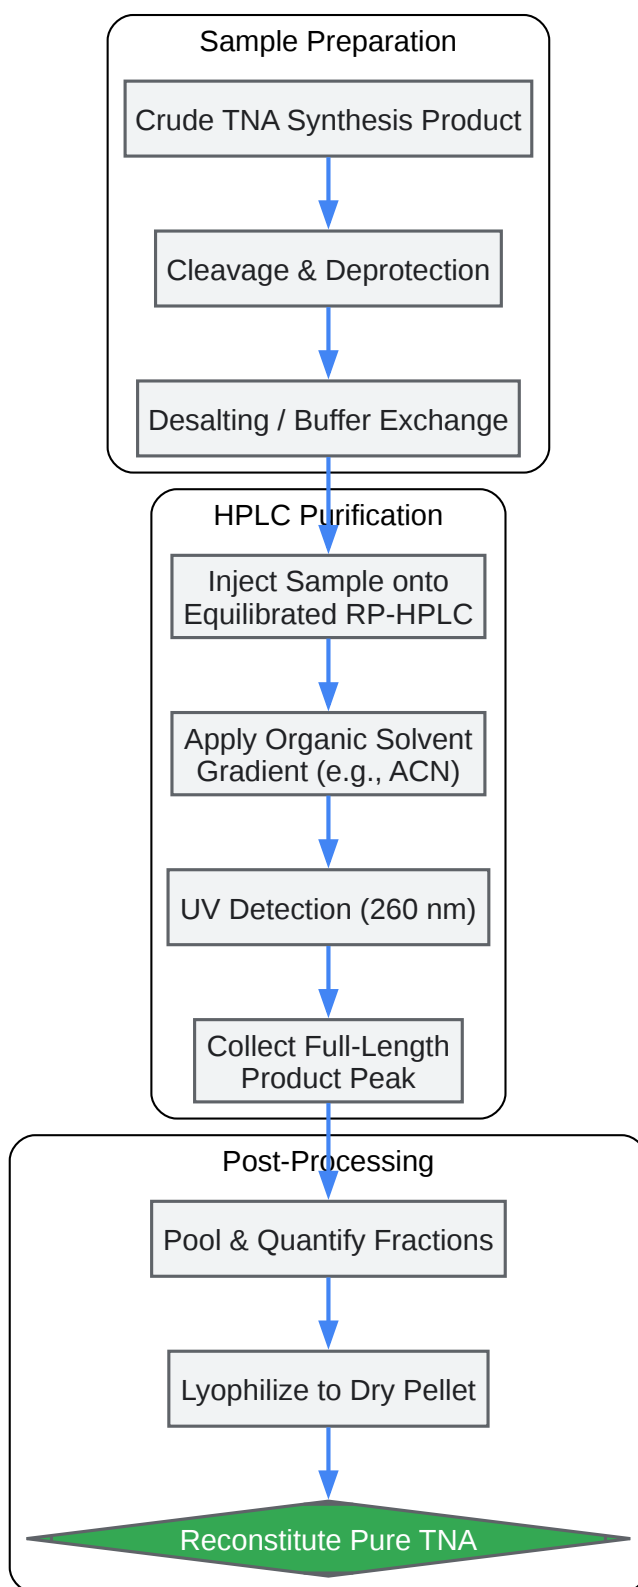 Sample Preparation
Crude TNA Synthesis Product
Cleavage & Deprotection
Desalting / Buffer Exchange
HPLC Purification
Inject Sample onto
Equilibrated RP-HPLC
Apply Organic Solvent
Gradient (e.g., ACN)
UV Detection (260 nm)
Collect Full-Length
Product Peak
Post-Processing
Pool & Quantify Fractions
Lyophilize to Dry Pellet
Reconstitute Pure TNA